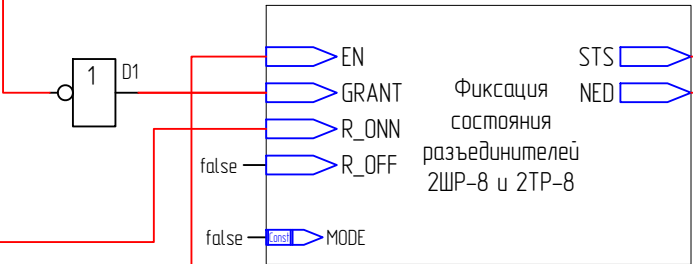 1
D1
EN
STS
GRANT
Фиксация
NED
R_ONN
состояния
false
R_OFF
разъединителей
2ШР-8 и 2ТР-8
false
Const
MODE